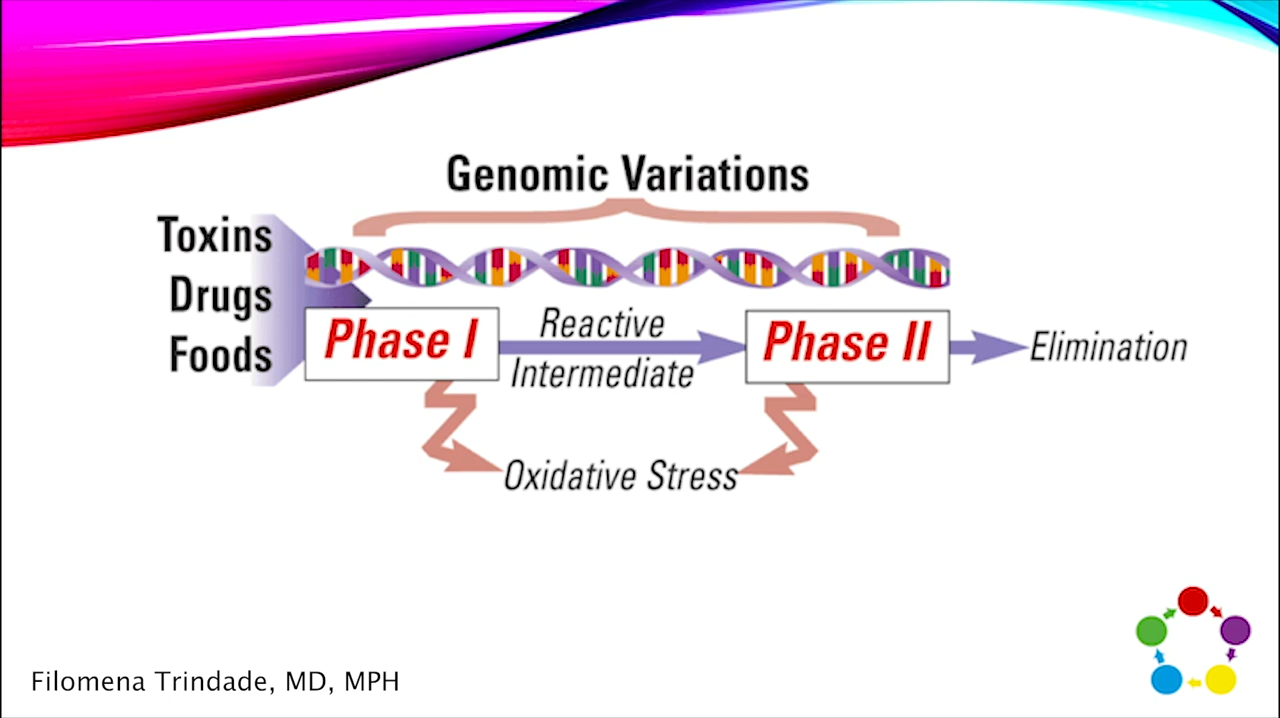 Genomic Variations
Toxins
Drugs
Foods
Phase I
Reactive
Intermediate
Phase II
Elimination
Oxidative Stress
Filomena Trindade, MD, MPH